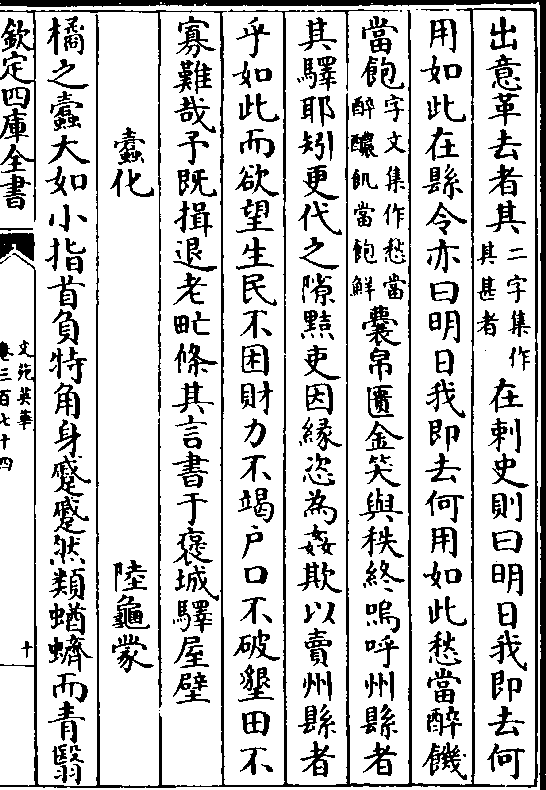 出意革去者其二字集作其甚者在刺史則曰明日我即去何
用如此在縣令亦曰明日我即去何用如此愁當醉饑
當飽字文集作愁當醉醲飢當飽鮮囊帛匱金笑與秩終嗚呼州縣者
其驛耶矧更代之隙黠吏因緣恣為姦欺以賣州縣者
乎如此而欲望生民不困財力不竭户口不破墾田不
寡難哉予既揖退老甿條其言書于褒城驛屋壁
蠹化 陸龜蒙
橘之蠹大如小指首負特角身蹙蹙然類蝤蠐而青翳
欽定四庫全書
文苑英華
卷三百七十四
十